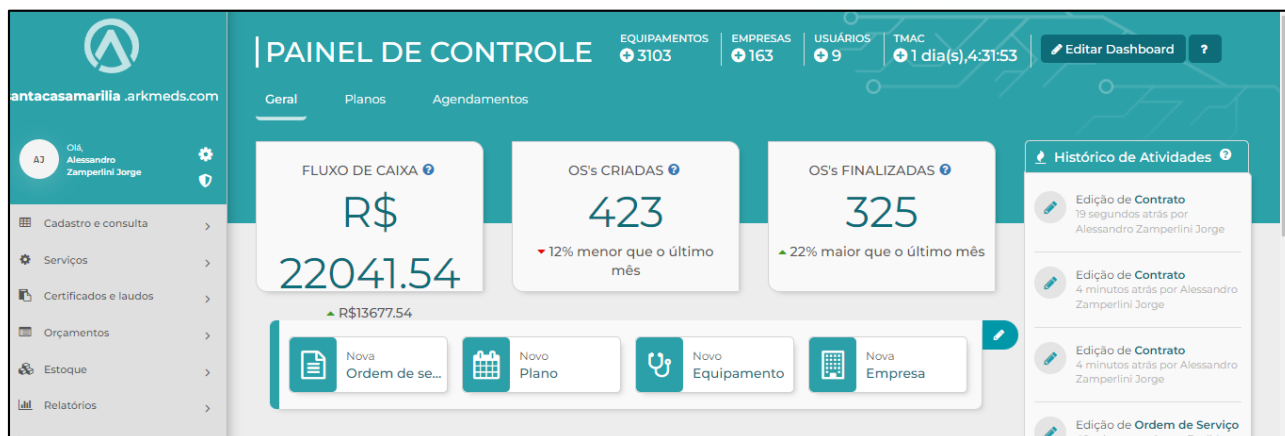 antacasamarilia .arkmeds.com
AJ
Olá,
Alessandro
Zamperlini Jorge
Cadastro e consulta
Serviços
Certificados e laudos
Orçamentos
Estoque
Relatórios
PAINEL DE CONTROLE
EQUIPAMENTOS
3103
EMPRESAS
163
USUÁRIOS
9
TMAC
1 dia(s),4:31:53
Editar Dashboard
?
Geral
Planos
Agendamentos
FLUXO DE CAIXA ?
R$
22041.54
R$13677.54
OS's CRIADAS ?
423
12% menor que o último
mês
OS's FINALIZADAS ?
325
22% maior que o último mês
Nova
Ordem de se...
Novo
Plano
Novo
Equipamento
Nova
Empresa
Histórico de Atividades ?
Edição de Contrato
19 segundos atrás por
Alessandro Zamperlini Jorge
Edição de Contrato
4 minutos atrás por Alessandro
Zamperlini Jorge
Edição de Contrato
4 minutos atrás por Alessandro
Zamperlini Jorge
Edição de Ordem de Serviço